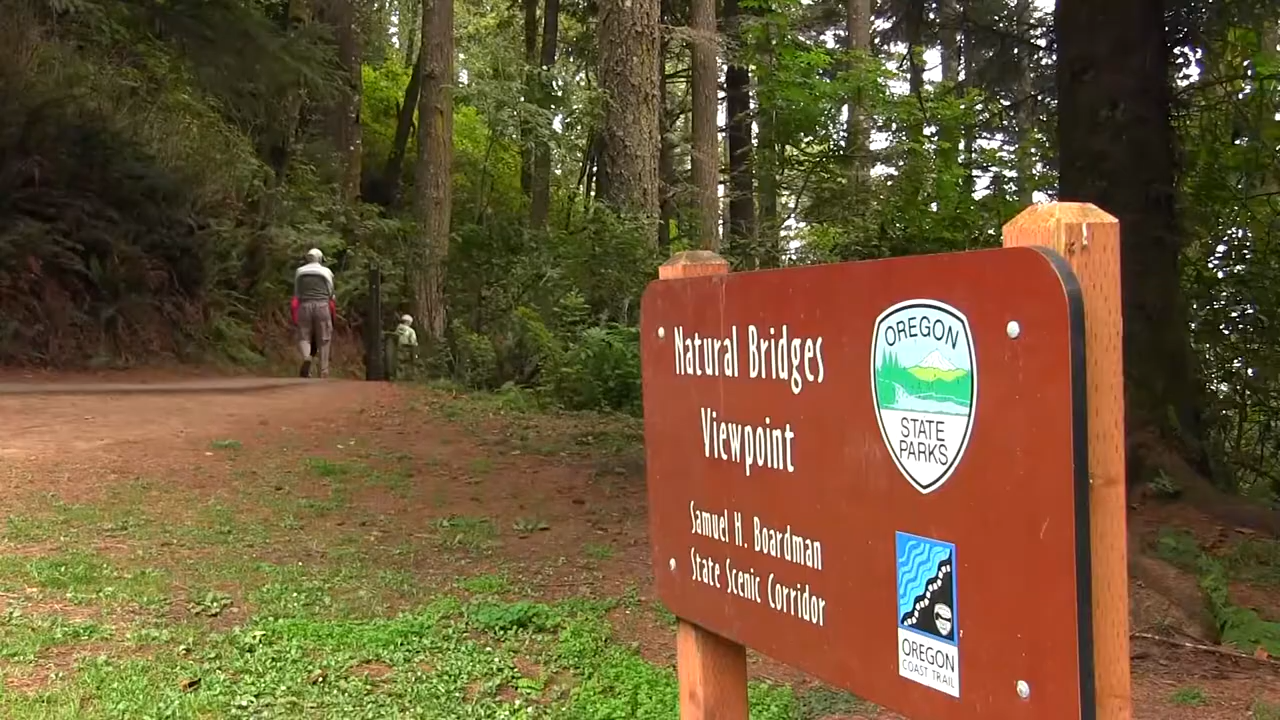 Natural Bridges
Viewpoint
Samuel H. Boardman
State Scenic Corridor
OREGON
STATE
PARKS
OREGON
COAST TRAIL